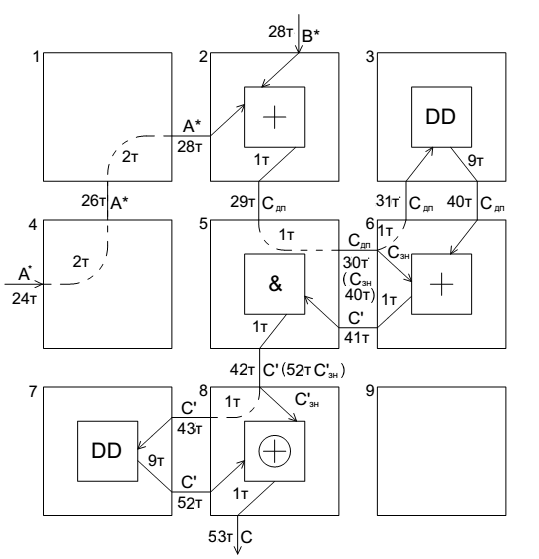 28т B*
1
2
3
A*
28т
2т
+
1т
DD
9т
26т A*
29т Cдп
31т Cдп
40т Cдп
4
5
6
A*
24т
2т
1т
&
1т
Cдп
30т
(Cзн
40т)
1т
Cзн
+
1т
C'
41т
42т C'(52т C'зн)
7
8
9
C'
43т
1т
C'зн
DD
9т
C'
52т
+
1т
53т C